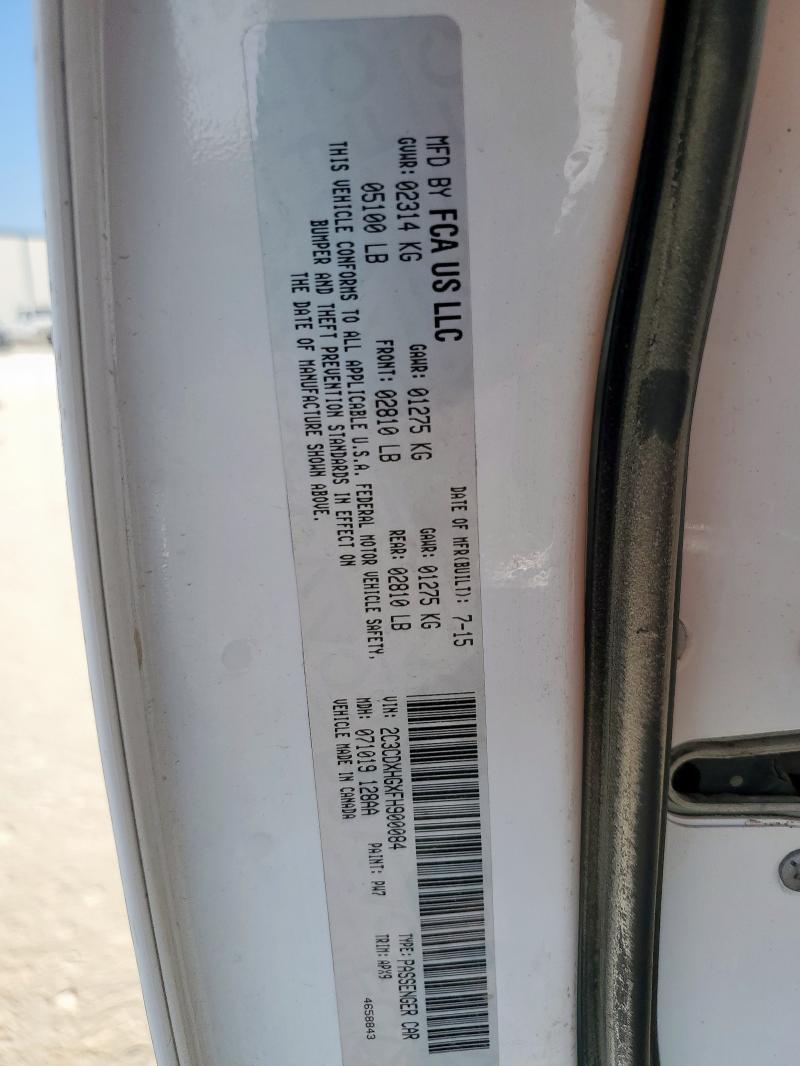 MFD BY FCA US LLC
DATE OF MFR(BUILT): 7-15
GVWR: 02314 KG GAWR: 01275 KG GAWR: 01275 KG
05100 LB FRONT: 02810 LB REAR: 02810 LB
THIS VEHICLE CONFORMS TO ALL APPLICABLE U.S.A. FEDERAL MOTOR VEHICLE SAFETY,
BUMPER AND THEFT PREVENTION STANDARDS IN EFFECT ON
THE DATE OF MANUFACTURE SHOWN ABOVE.
VIN: 2C3CDXHGXFH900084 TYPE: PASSENGER CAR
MDH: 071019 128AA PAINT: PW7 TRIM: APX9
VEHICLE MADE IN CANADA 4658843